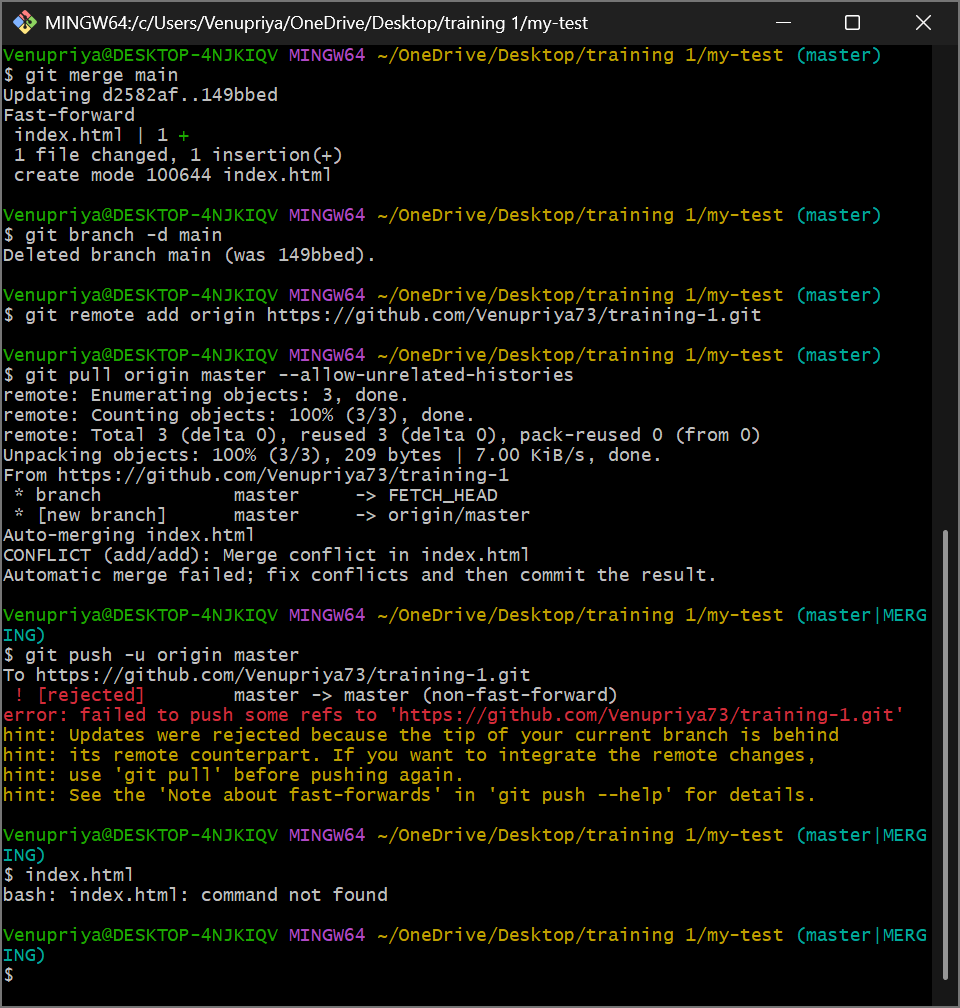 MINGW64:/c/Users/Venupriya/OneDrive/Desktop/training 1/my-test
Venupriya@DESKTOP-4NJKIQV MINGW64 ~/OneDrive/Desktop/training 1/my-test (master)
$ git merge main
Updating d2582af..149bbed
Fast-forward
 index.html | 1 +
 1 file changed, 1 insertion(+)
 create mode 100644 index.html
Venupriya@DESKTOP-4NJKIQV MINGW64 ~/OneDrive/Desktop/training 1/my-test (master)
$ git branch -d main
Deleted branch main (was 149bbed).
Venupriya@DESKTOP-4NJKIQV MINGW64 ~/OneDrive/Desktop/training 1/my-test (master)
$ git remote add origin https://github.com/Venupriya73/training-1.git
Venupriya@DESKTOP-4NJKIQV MINGW64 ~/OneDrive/Desktop/training 1/my-test (master)
$ git pull origin master --allow-unrelated-histories
remote: Enumerating objects: 3, done.
remote: Counting objects: 100% (3/3), done.
remote: Total 3 (delta 0), reused 3 (delta 0), pack-reused 0 (from 0)
Unpacking objects: 100% (3/3), 209 bytes | 7.00 KiB/s, done.
From https://github.com/Venupriya73/training-1
 * branch            master     -> FETCH_HEAD
 * [new branch]      master     -> origin/master
Auto-merging index.html
CONFLICT (add/add): Merge conflict in index.html
Automatic merge failed; fix conflicts and then commit the result.
Venupriya@DESKTOP-4NJKIQV MINGW64 ~/OneDrive/Desktop/training 1/my-test (master|MERG
ING)
$ git push -u origin master
To https://github.com/Venupriya73/training-1.git
 ! [rejected]        master -> master (non-fast-forward)
error: failed to push some refs to 'https://github.com/Venupriya73/training-1.git'
hint: Updates were rejected because the tip of your current branch is behind
hint: its remote counterpart. If you want to integrate the remote changes,
hint: use 'git pull' before pushing again.
hint: See the 'Note about fast-forwards' in 'git push --help' for details.
Venupriya@DESKTOP-4NJKIQV MINGW64 ~/OneDrive/Desktop/training 1/my-test (master|MERG
ING)
$ index.html
bash: index.html: command not found
Venupriya@DESKTOP-4NJKIQV MINGW64 ~/OneDrive/Desktop/training 1/my-test (master|MERG
ING)
$